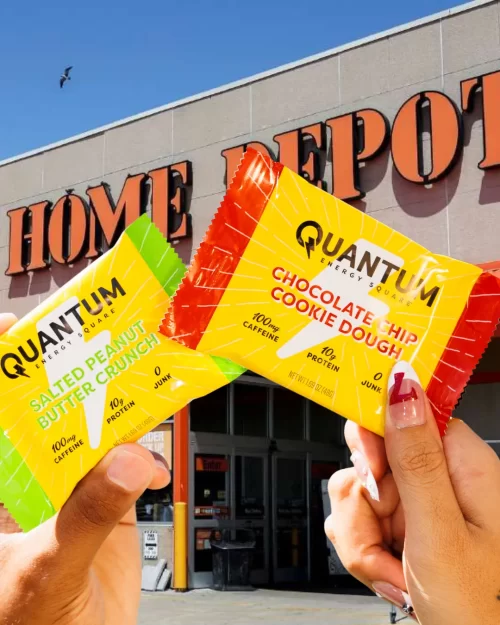 HOME DEPOT
QUANTUM
ENERGY SQUARE
CHOCOLATE CHIP
COOKIE DOUGH
100mg
CAFFEINE
10g
PROTEIN
0
JUNK
QUANTUM
ENERGY SQUARE
SALTED PEANUT
BUTTER CRUNCH
100mg
CAFFEINE
10g
PROTEIN
0
JUNK